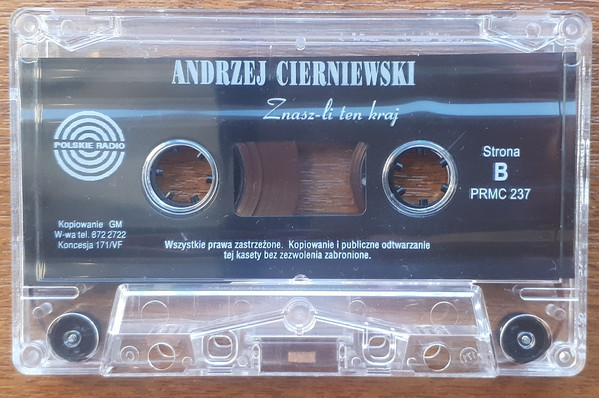 ANDRZEJ CIERNIEWSKI
Znasz-li ten kraj
POLSKIE RADIO
Strona
B
PRMC 237
Kopiowanie GM
W-wa tel. 872 2722
Koncesja 171/VF
Wszystkie prawa zastrzeżone. Kopiowanie i publiczne odtwarzanie
tej kasety bez zezwolenia zabronione.